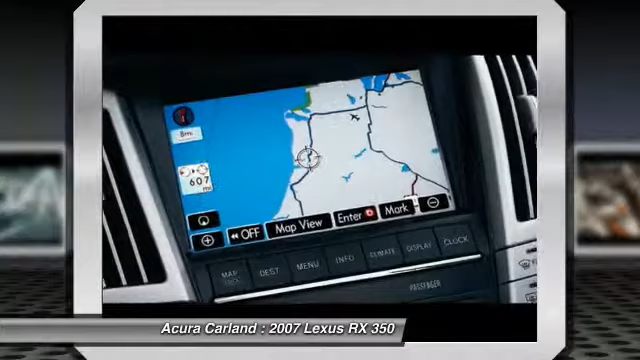 8mi
607
mi
OFF
Map View
Enter
Mark
MAP
DEST
MENU
INFO
CLIMATE
DISPLAY
CLOCK
PASSENGER
Acura Carland : 2007 Lexus RX 350